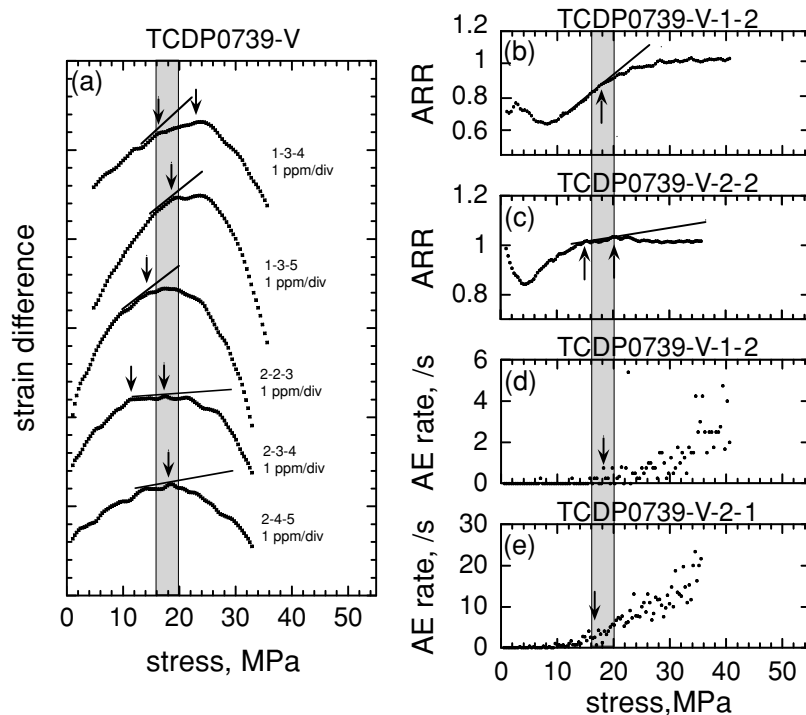 TCDP0739-V
(a)
1-3-4
1 ppm/div
1-3-5
1 ppm/div
2-2-3
1 ppm/div
2-3-4
1 ppm/div
2-4-5
1 ppm/div
strain difference
0 10 20 30 40 50
stress, MPa
TCDP0739-V-1-2
(b)
1.2
1
0.8
0.6
ARR
TCDP0739-V-2-2
(c)
1.2
1
0.8
ARR
TCDP0739-V-1-2
(d)
6
4
2
0
AE rate, /s
TCDP0739-V-2-1
(e)
30
20
10
0
AE rate, /s
0 10 20 30 40 50
stress,MPa